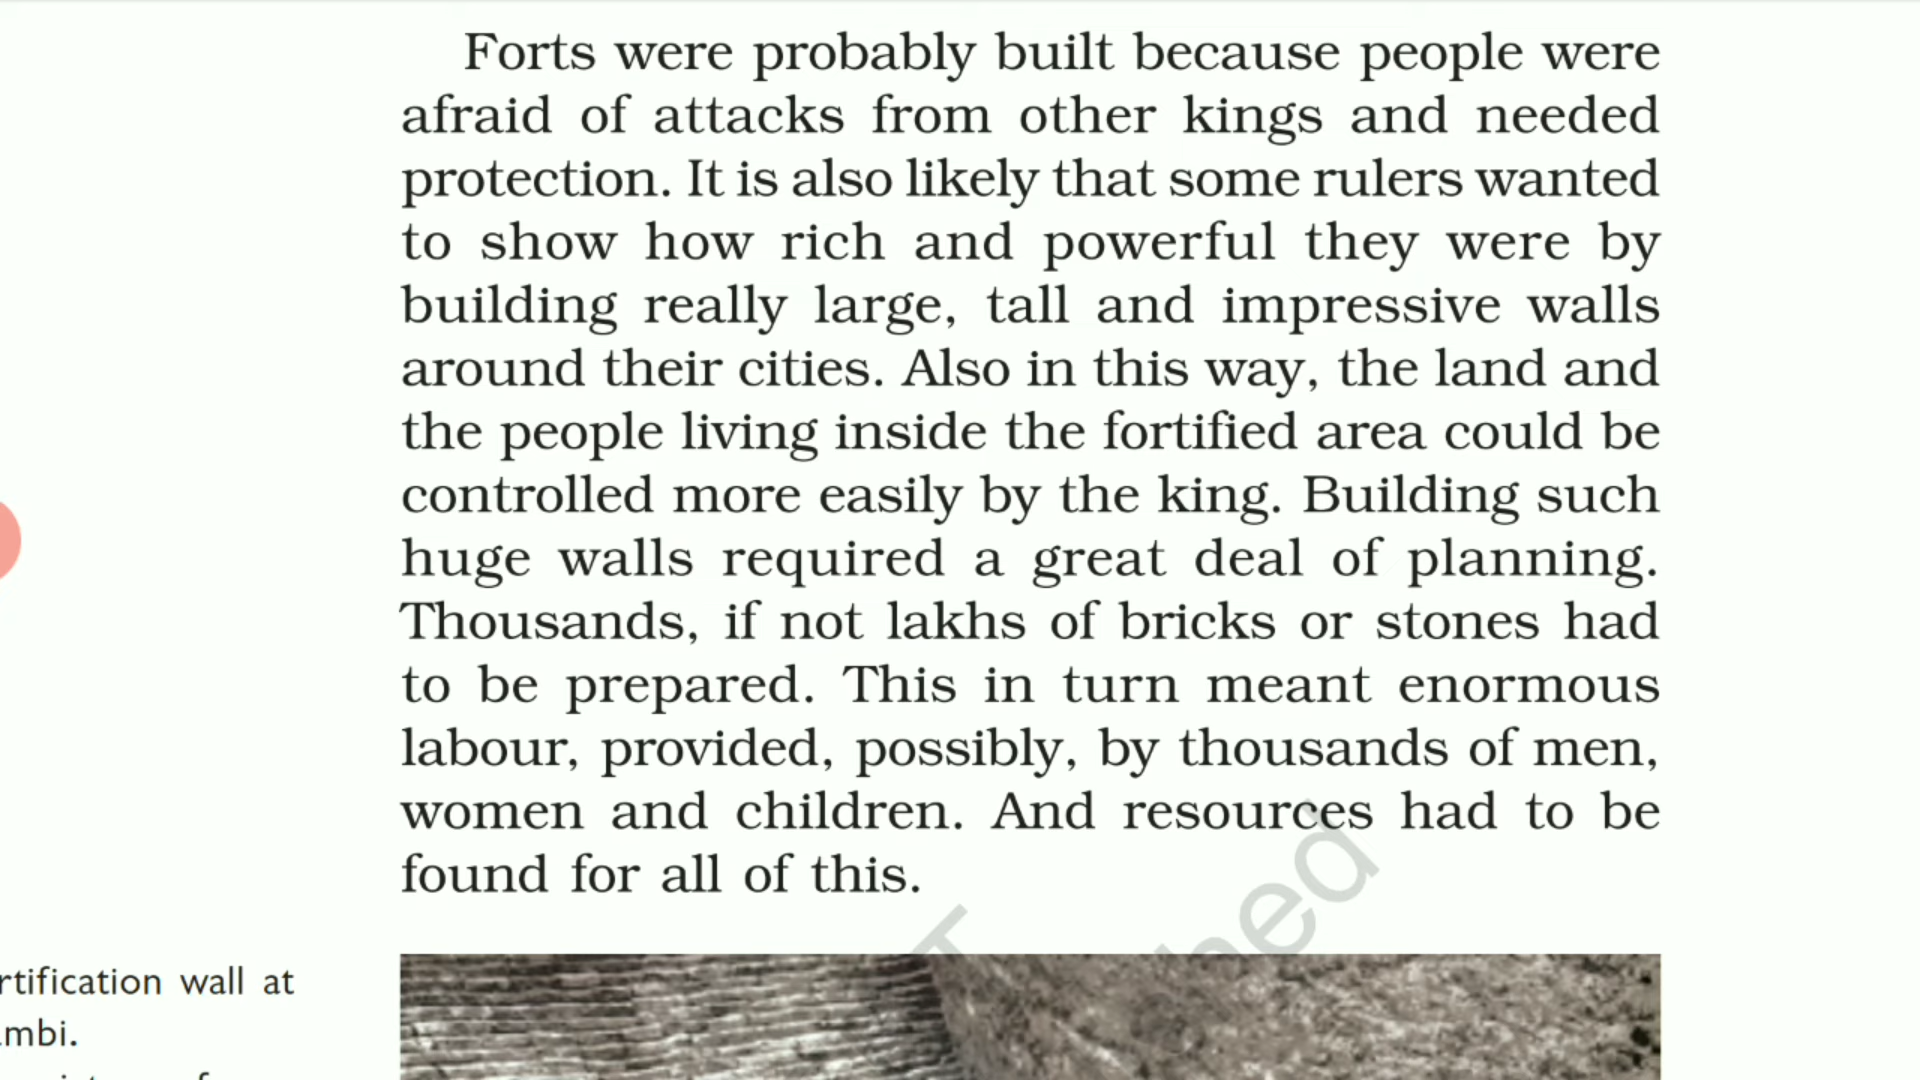 Forts were probably built because people were
afraid of attacks from other kings and needed
protection. It is also likely that some rulers wanted
to show how rich and powerful they were by
building really large, tall and impressive walls
around their cities. Also in this way, the land and
the people living inside the fortified area could be
controlled more easily by the king. Building such
huge walls required a great deal of planning.
Thousands, if not lakhs of bricks or stones had
to be prepared. This in turn meant enormous
labour, provided, possibly, by thousands of men,
women and children. And resources had to be
found for all of this.
rtification wall at
mbi.